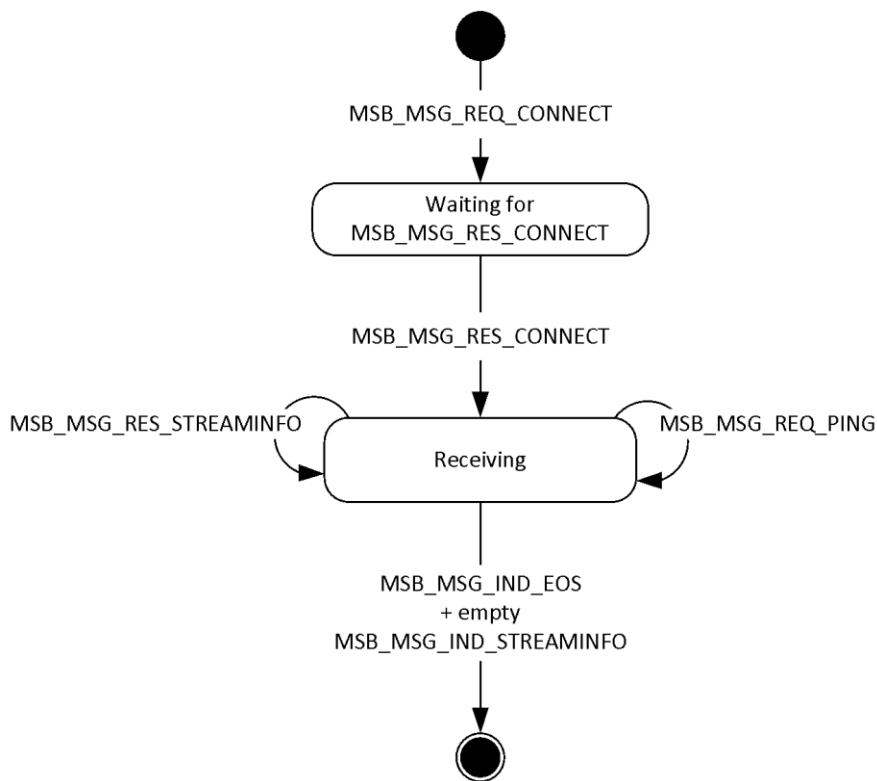 MSB_MSG_REQ_CONNECT
Waiting for
MSB_MSG_RES_CONNECT
MSB_MSG_RES_CONNECT
MSB_MSG_RES_STREAMINFO
MSB_MSG_REQ_PING
Receiving
MSB_MSG_IND_EOS
+ empty
MSB_MSG_IND_STREAMINFO